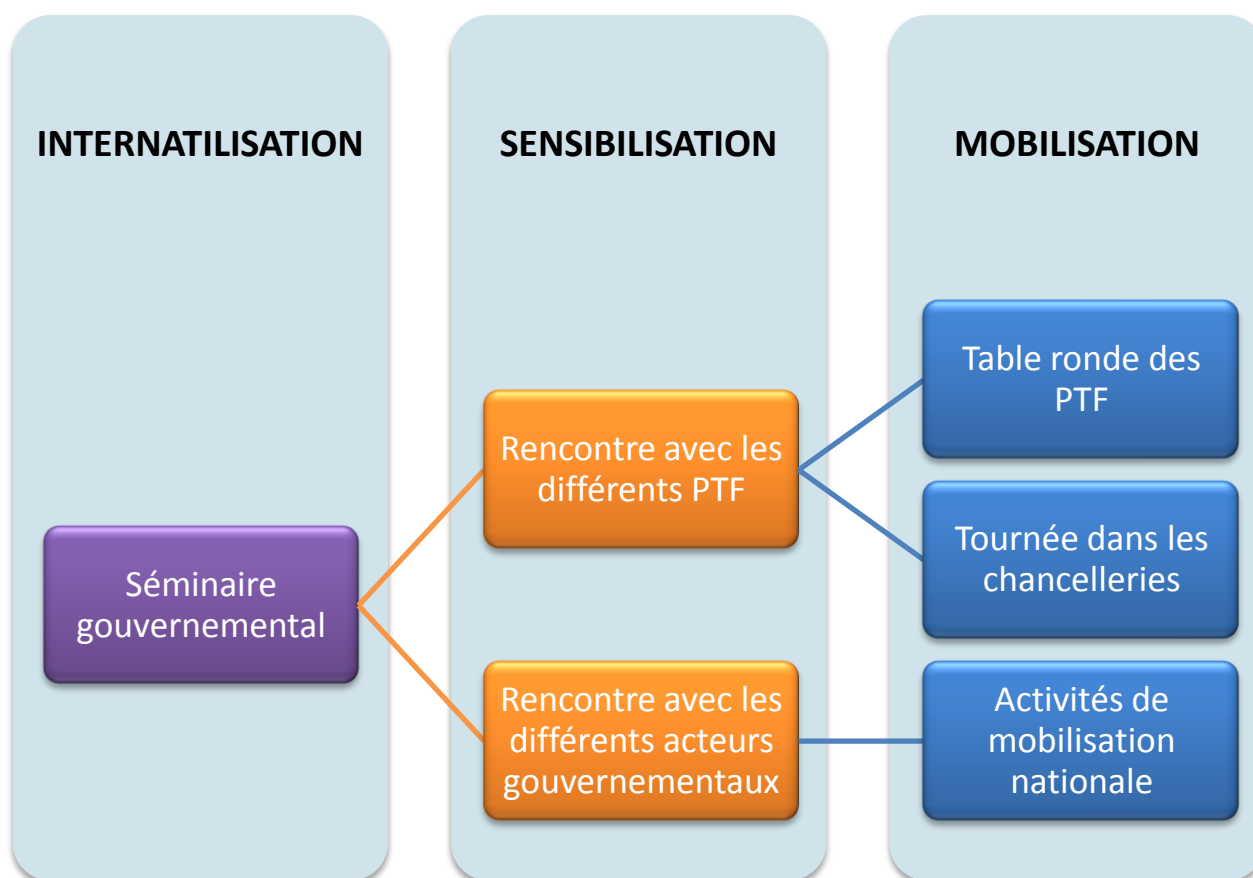 INTERNATILISATION
SENSIBILISATION
MOBILISATION
Séminaire
gouvernemental
Rencontre avec les
différents PTF
Rencontre avec les
différents acteurs
gouvernementaux
Table ronde des
PTF
Tournée dans les
chancelleries
Activités de
mobilisation
nationale